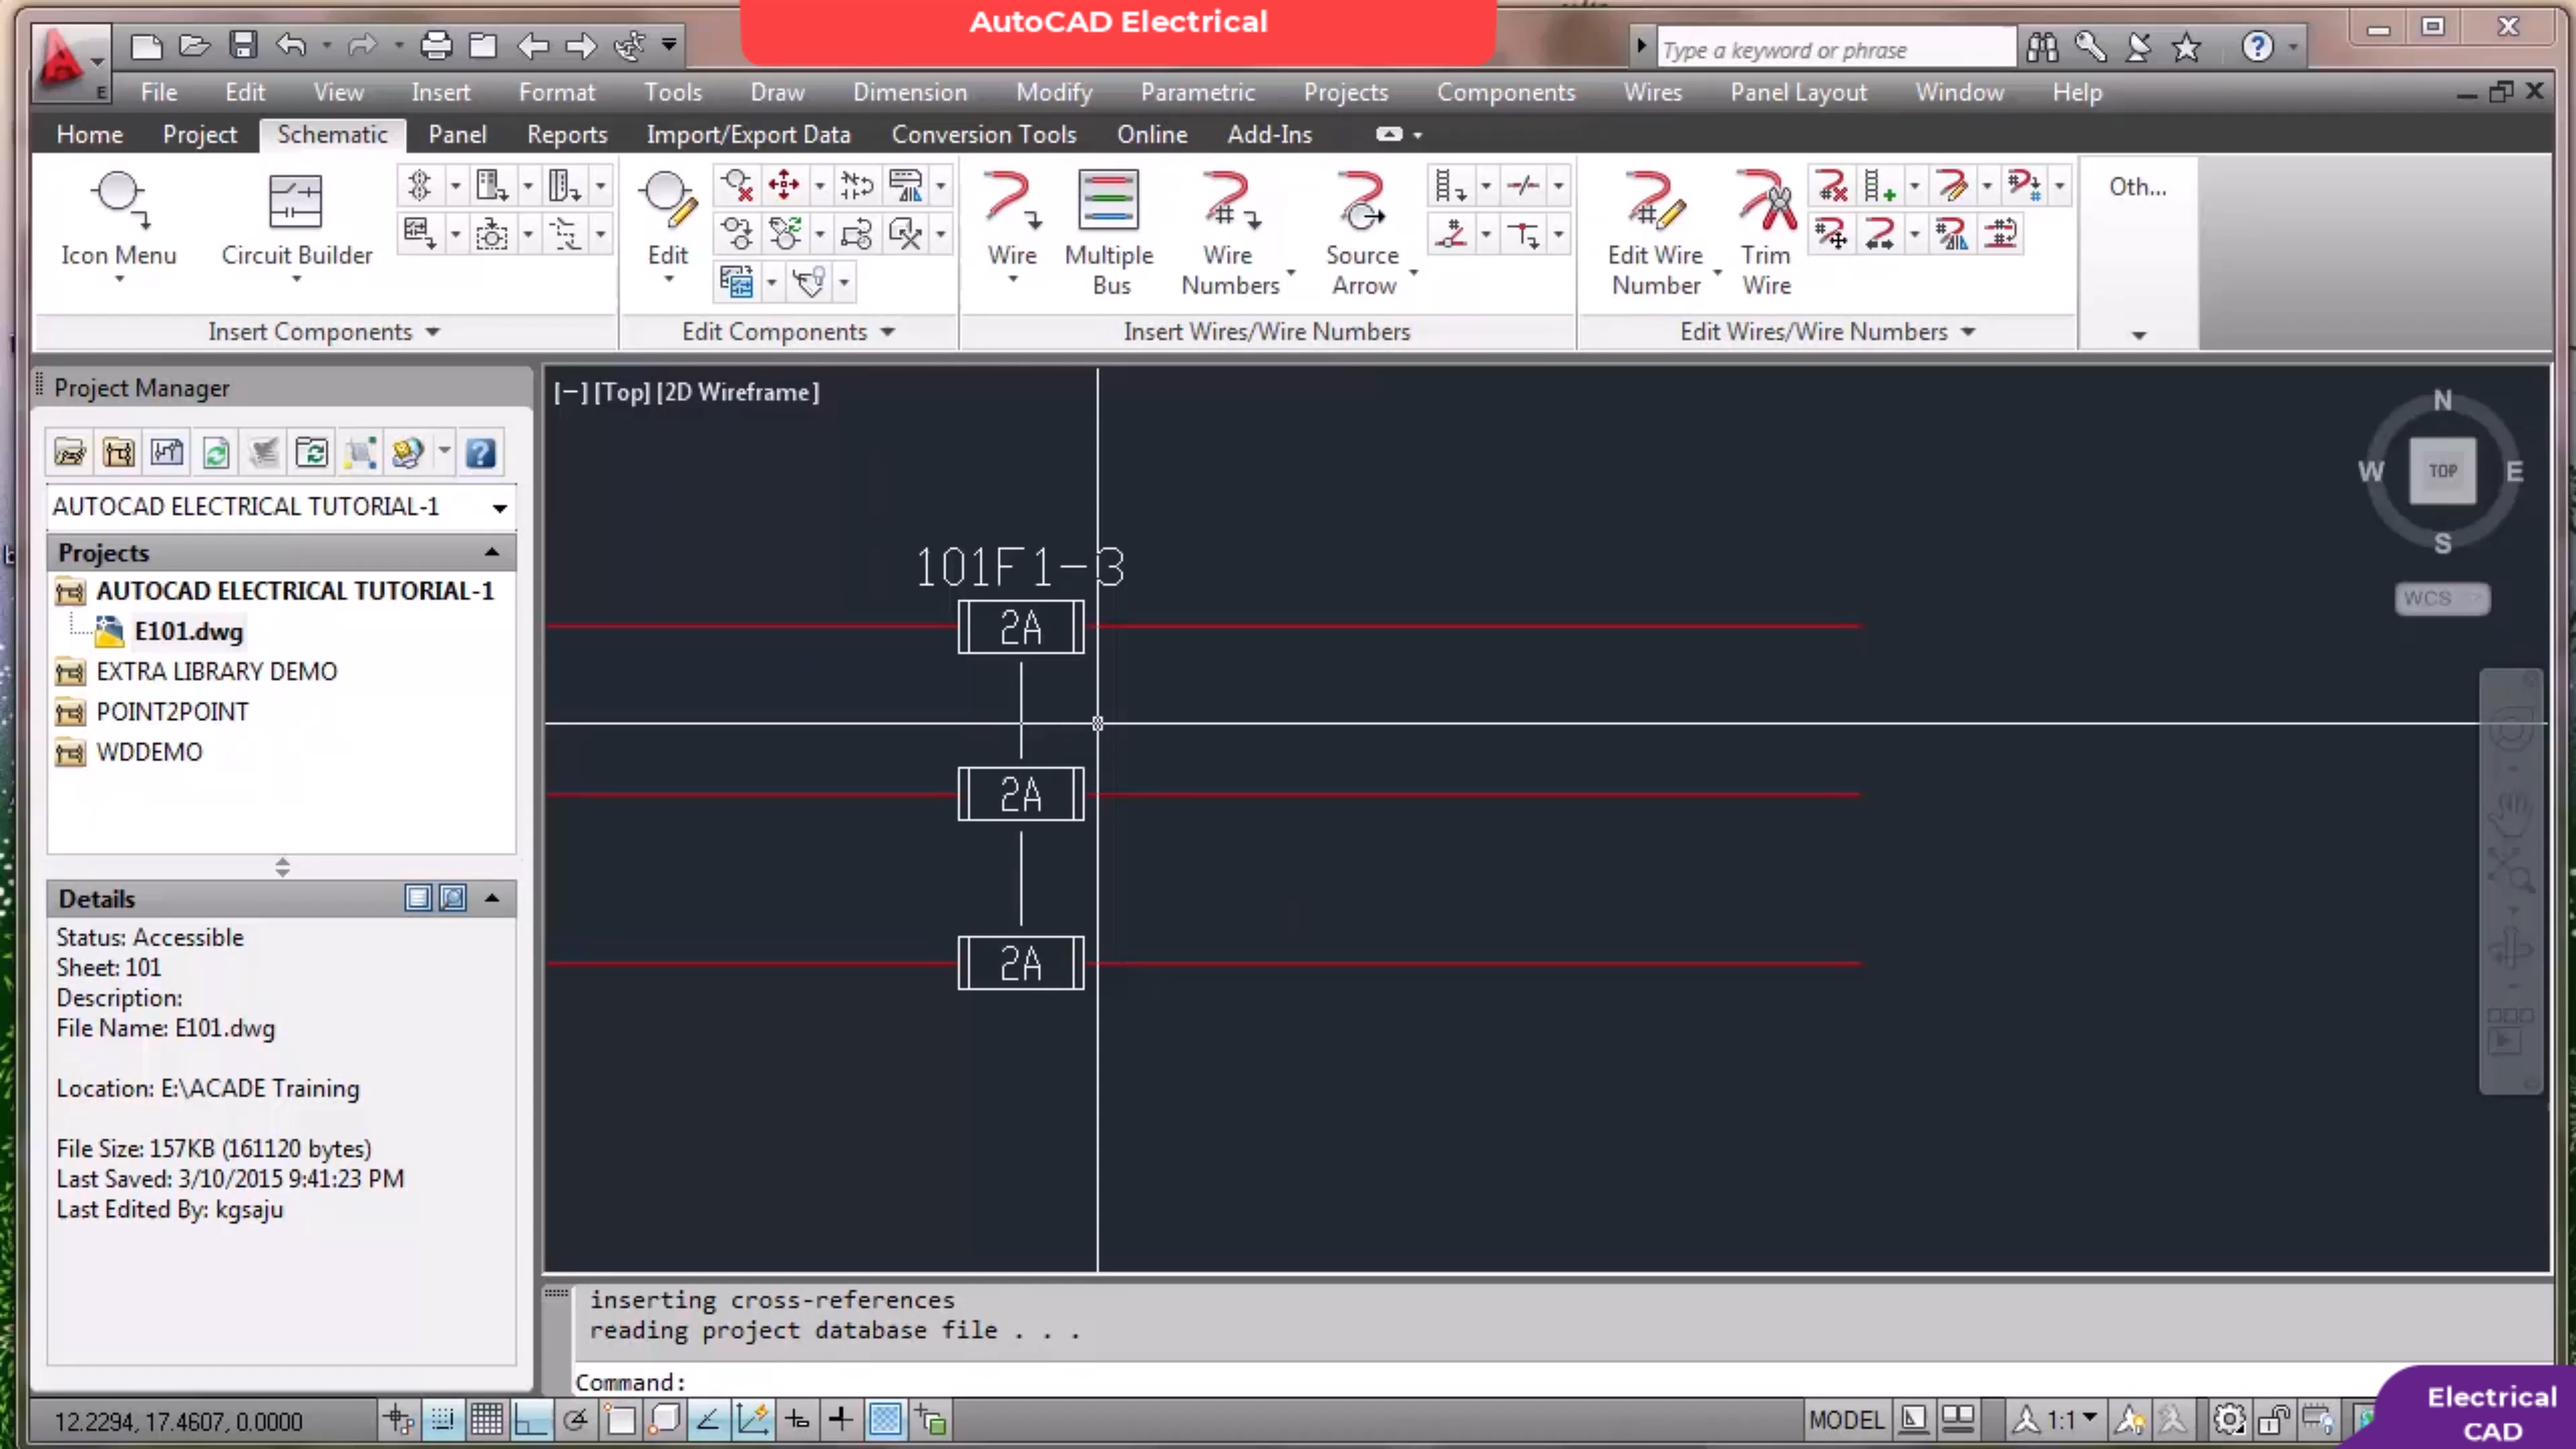 AutoCAD Electrical
Type a keyword or phrase
File Edit View Insert Format Tools Draw Dimension Modify Parametric Projects Components Wires Panel Layout Window Help
Home Project Schematic Panel Reports Import/Export Data Conversion Tools Online Add-Ins
Icon Menu
Circuit Builder
Edit
Wire
Multiple
Bus
Wire
Numbers
Source
Arrow
Edit Wire
Number
Trim
Wire
Oth...
Insert Components
Edit Components
Insert Wires/Wire Numbers
Edit Wires/Wire Numbers
Project Manager
AUTOCAD ELECTRICAL TUTORIAL-1
Projects
AUTOCAD ELECTRICAL TUTORIAL-1
E101.dwg
EXTRA LIBRARY DEMO
POINT2POINT
WDDEMO
Details
Status: Accessible
Sheet: 101
Description:
File Name: E101.dwg
Location: E:\ACADE Training
File Size: 157KB (161120 bytes)
Last Saved: 3/10/2015 9:41:23 PM
Last Edited By: kgsaju
[−] [Top] [2D Wireframe]
N
W
TOP
E
S
WCS
101F1-3
2A
2A
2A
inserting cross-references
reading project database file . . .
Command:
12.2294, 17.4607, 0.0000
MODEL
1:1
Electrical
CAD